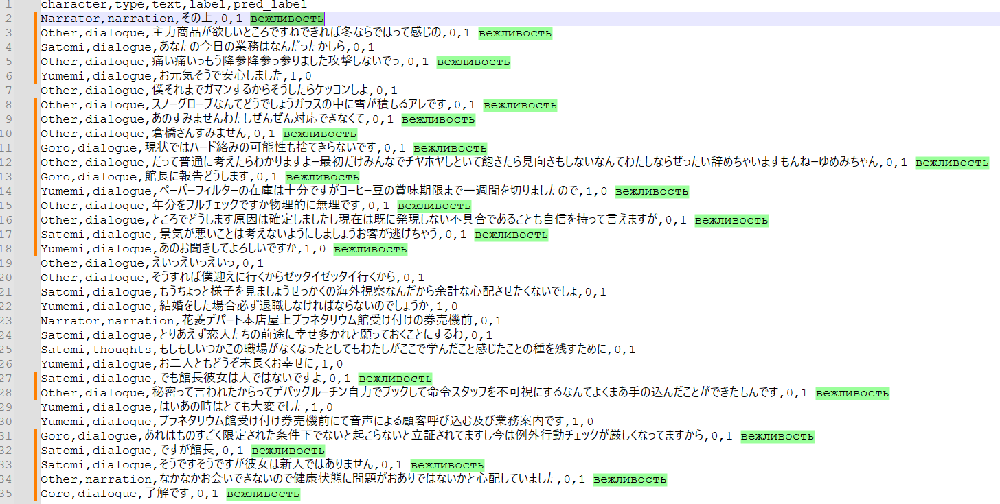 1 character,type,text,label,pred_label
2 Narrator,narration,その上,0,1 вежливость
3 Other,dialogue,主力商品が欲しいところですねできれば冬ならではって感じの,0,1 вежливость
4 Satomi,dialogue,あなたの今日の業務はなんだったかしら,0,1
5 Other,dialogue,痛い痛いっもう降参降参っ参りました攻撃しないでっ,0,1 вежливость
6 Yumemi,dialogue,お元気そうで安心しました,1,0
7 Other,dialogue,僕それまでガマンするからそうしたらケッコンしよ,0,1
8 Other,dialogue,スノーグローブなんてどうでしょうガラスの中に雪が積もるアレです,0,1 вежливость
9 Other,dialogue,あのすみませんわたしぜんぜん対応できなくて,0,1 вежливость
10 Other,dialogue,倉橋さんすみません,0,1 вежливость
11 Goro,dialogue,現状ではハード絡みの可能性も捨てきらないです,0,1 вежливость
12 Other,dialogue,だって普通に考えたらわかりますよー最初だけみんなでチヤホヤしといて飽きたら見向きもしないなんてわたしならぜったい辞めちゃいますもんねーゆめみちゃん,0,1 вежливость
13 Goro,dialogue,館長に報告どうします,0,1 вежливость
14 Yumemi,dialogue,ペーパーフィルターの在庫は十分ですがコーヒー豆の賞味期限まで一週間を切りましたので,1,0 вежливость
15 Other,dialogue,年分をフルチェックですか物理的に無理です,0,1 вежливость
16 Other,dialogue,ところでどうします原因は確定しましたし現在は既に発現しない不具合であることも自信を持って言えますが,0,1 вежливость
17 Satomi,dialogue,景気が悪いことは考えないようにしましょうお客が逃げちゃう,0,1 вежливость
18 Yumemi,dialogue,あのお聞きしてよろしいですか,1,0 вежливость
19 Other,dialogue,えいっえいっえいっ,0,1
20 Other,dialogue,そうすれば僕迎えに行くからゼッタイゼッタイ行くから,0,1
21 Satomi,dialogue,もうちょっと様子を見ましょうせっかくの海外視察なんだから余計な心配させたくないでしょ,0,1
22 Yumemi,dialogue,結婚をした場合必ず退職しなければならないのでしょうか,1,0
23 Narrator,narration,花菱デパート本店屋上プラネタリウム館受け付けの券売機前,0,1
24 Satomi,dialogue,とりあえず恋人たちの前途に幸せ多かれと願っておくことにするわ,0,1
25 Satomi,thoughts,もしもしいつかこの職場がなくなったとしてもわたしがここで学んだこと感じたことの種を残すために,0,1
26 Yumemi,dialogue,お二人ともどうぞ末長くお幸せに,1,0
27 Satomi,dialogue,でも館長彼女は人ではないですよ,0,1 вежливость
28 Other,dialogue,秘密って言われたからってデバッグルーチン自力でブックして命令スタッフを不可視にするなんてよくまあ手の込んだことができたもんです,0,1 вежливость
29 Yumemi,dialogue,はいあの時はとても大変でした,1,0
30 Yumemi,dialogue,プラネタリウム館受け付け券売機前にて音声による顧客呼び込む及び業務案内です,1,0
31 Goro,dialogue,あれはものすごく限定された条件下でないと起こらないと立証されてますし今は例外行動チェックが厳しくなってますから,0,1 вежливость
32 Satomi,dialogue,ですが館長,0,1 вежливость
33 Satomi,dialogue,そうですそうですが彼女は新人ではありません,0,1 вежливость
34 Other,narration,なかなかお会いできないので健康状態に問題がおありではないかと心配していました,0,1 вежливость
35 Goro,dialogue,了解です,0,1 вежливость